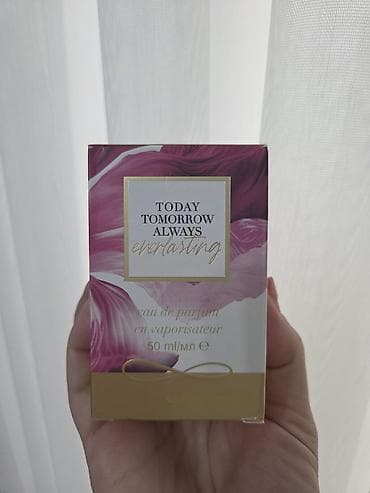 TODAY
TOMORROW
ALWAYS
everlasting
eau de parfum
en vaporisateur
50 ml/мл ℮